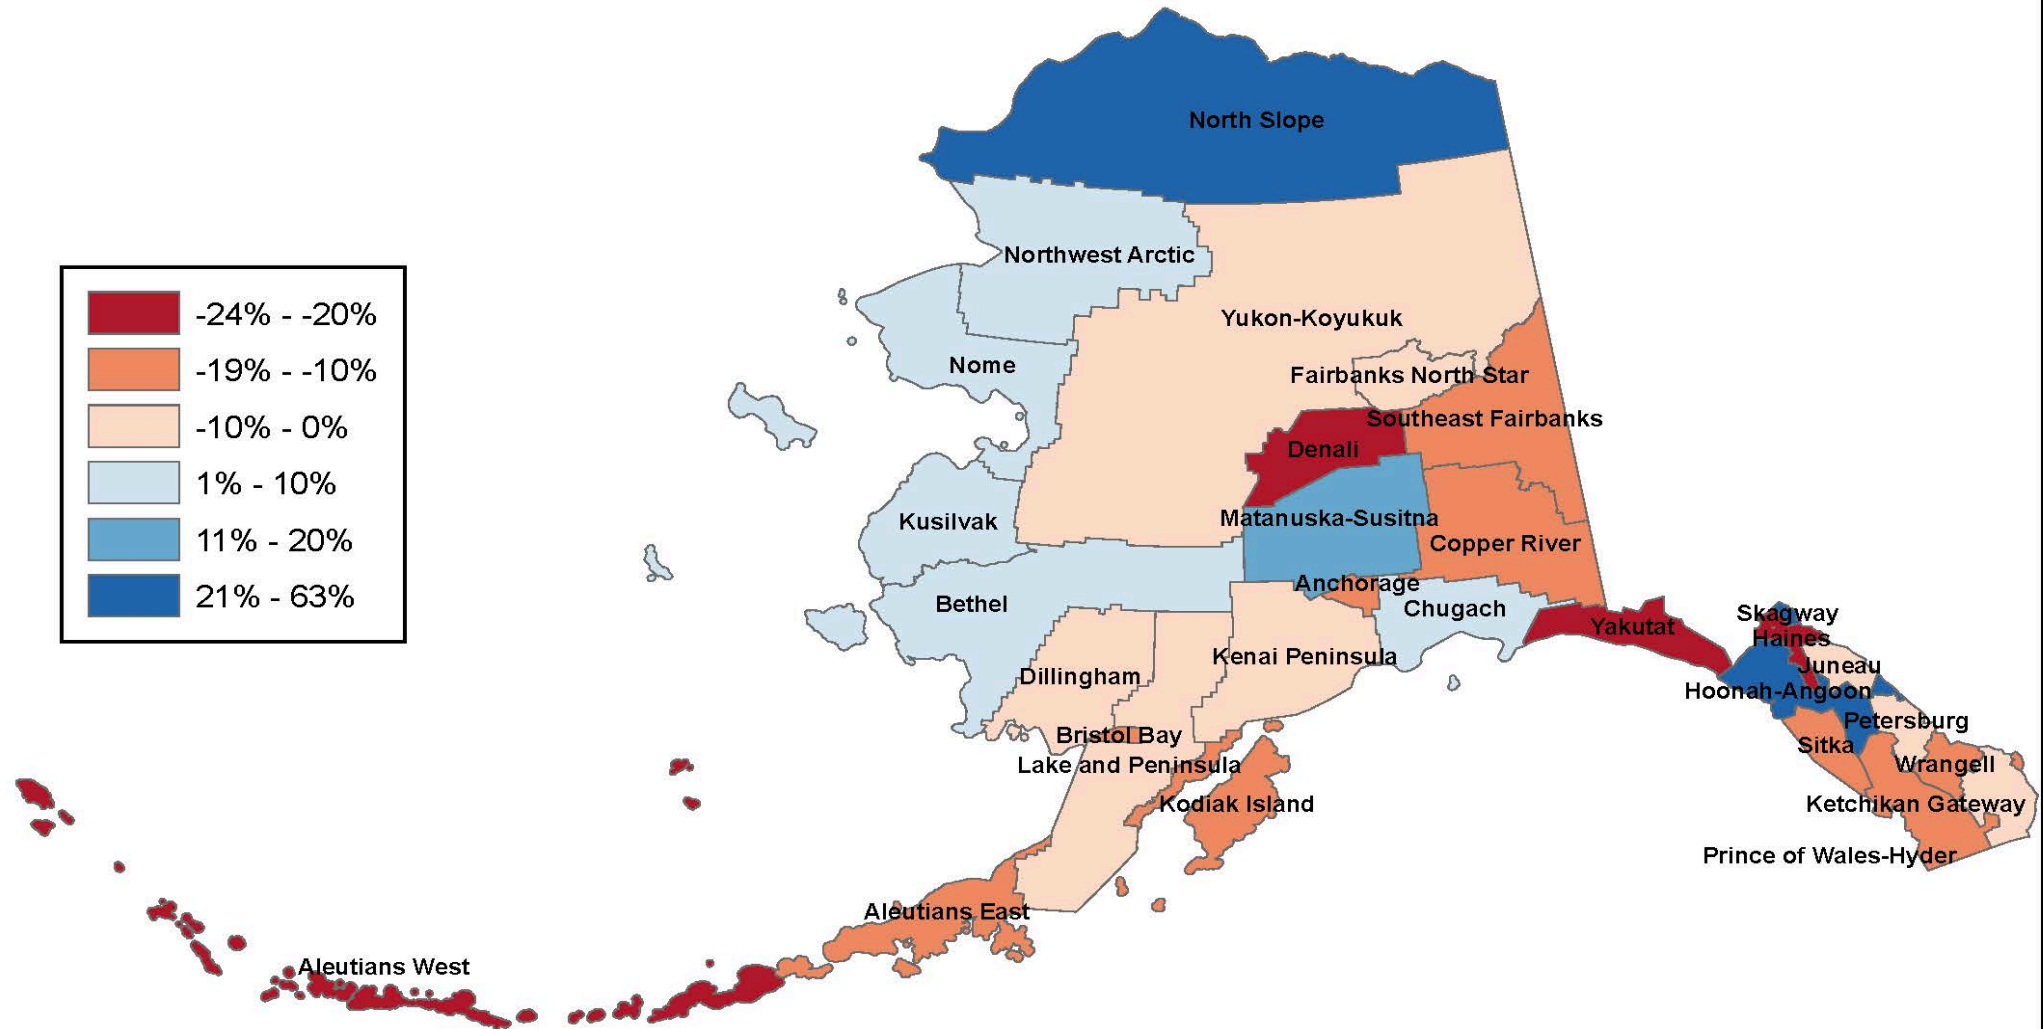 North Slope
Northwest Arctic
Yukon-Koyukuk
-24% - -20%
-19% - -10%
-10% - 0%
1% - 10%
11% - 20%
21% - 63%
Nome
Fairbanks North Star
Southeast Fairbanks
Denali
Kusilvak
Matanuska-Susitna
Copper River
Anchorage
Bethel
Chugach
Skagway
Yakutat
Haines
Kenai Peninsula
Juneau
Dillingham
Hoonah-Angoon
Petersburg
Bristol Bay
Sitka
Lake and Peninsula
Wrangell
Kodiak Island
Ketchikan Gateway
Prince of Wales-Hyder
Aleutians East
Aleutians West